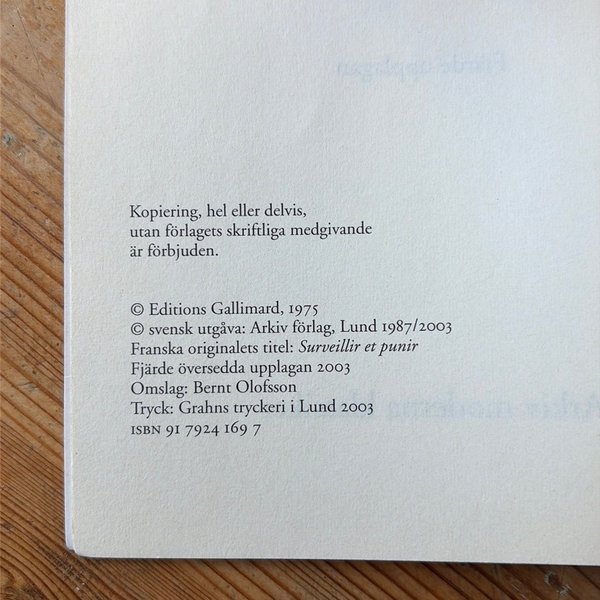 Kopiering, hel eller delvis,
utan förlagets skriftliga medgivande
är förbjuden.
© Editions Gallimard, 1975
© svensk utgåva: Arkiv förlag, Lund 1987/2003
Franska originalets titel: Surveillir et punir
Fjärde översedda upplagan 2003
Omslag: Bernt Olofsson
Tryck: Grahns tryckeri i Lund 2003
ISBN 91 7924 169 7